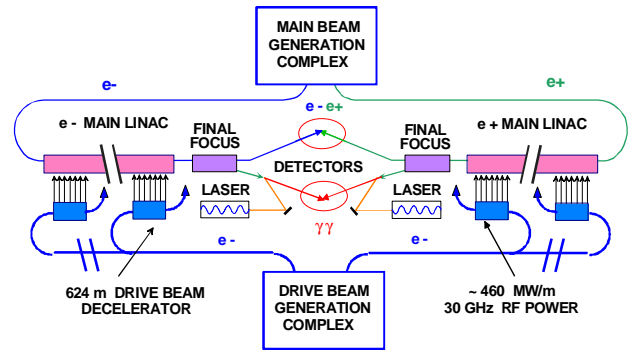 MAIN BEAM
GENERATION
COMPLEX
e-
e+
e - MAIN LINAC
e - e+
e + MAIN LINAC
FINAL
FOCUS
FINAL
FOCUS
DETECTORS
LASER
LASER
γγ
e -
e -
624 m DRIVE BEAM
DECELERATOR
DRIVE BEAM
GENERATION
COMPLEX
~ 460 MW/m
30 GHz RF POWER